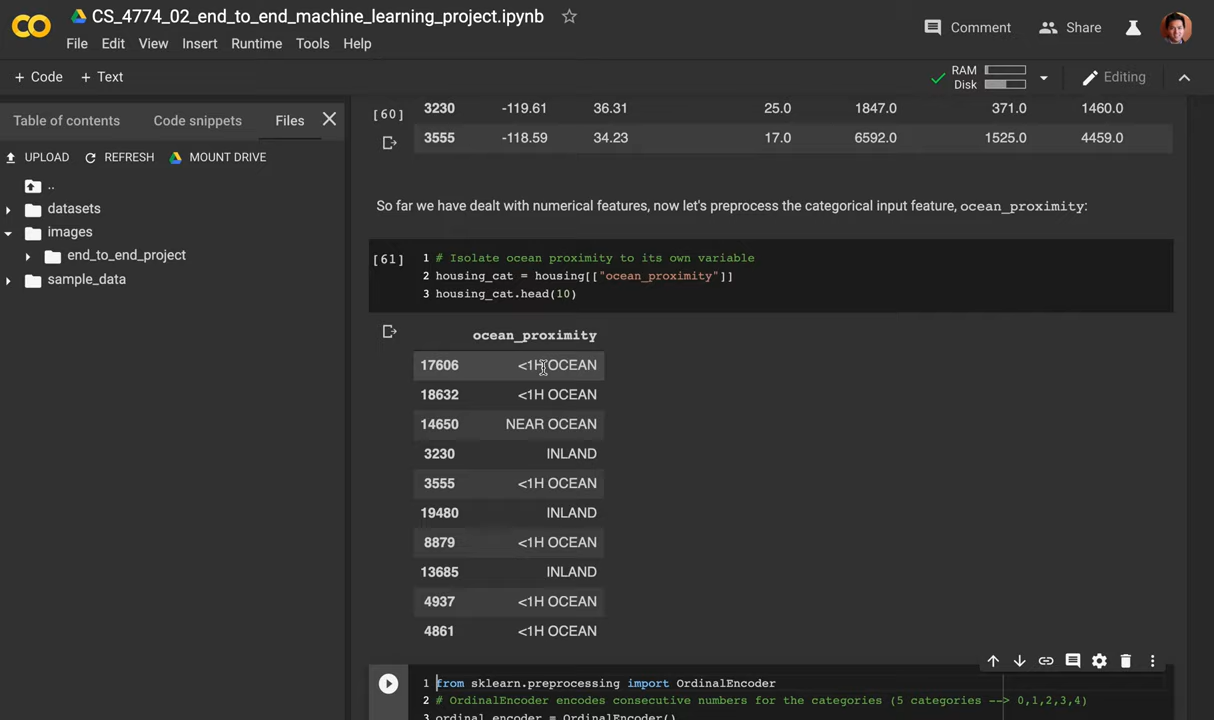 CO
CS_4774_02_end_to_end_machine_learning_project.ipynb
Comment
Share
File Edit View Insert Runtime Tools Help
+ Code + Text
RAM
Disk
Editing
Table of contents Code snippets Files
UPLOAD REFRESH MOUNT DRIVE
..
datasets
images
end_to_end_project
sample_data
[60] 3230 -119.61 36.31 25.0 1847.0 371.0 1460.0
3555 -118.59 34.23 17.0 6592.0 1525.0 4459.0
So far we have dealt with numerical features, now let's preprocess the categorical input feature, ocean_proximity:
[61] 1 # Isolate ocean proximity to its own variable
2 housing_cat = housing[["ocean_proximity"]]
3 housing_cat.head(10)
ocean_proximity
17606 <1H OCEAN
18632 <1H OCEAN
14650 NEAR OCEAN
3230 INLAND
3555 <1H OCEAN
19480 INLAND
8879 <1H OCEAN
13685 INLAND
4937 <1H OCEAN
4861 <1H OCEAN
1 from sklearn.preprocessing import OrdinalEncoder
2 # OrdinalEncoder encodes consecutive numbers for the categories (5 categories --> 0,1,2,3,4)
3 ordinal_encoder = OrdinalEncoder()